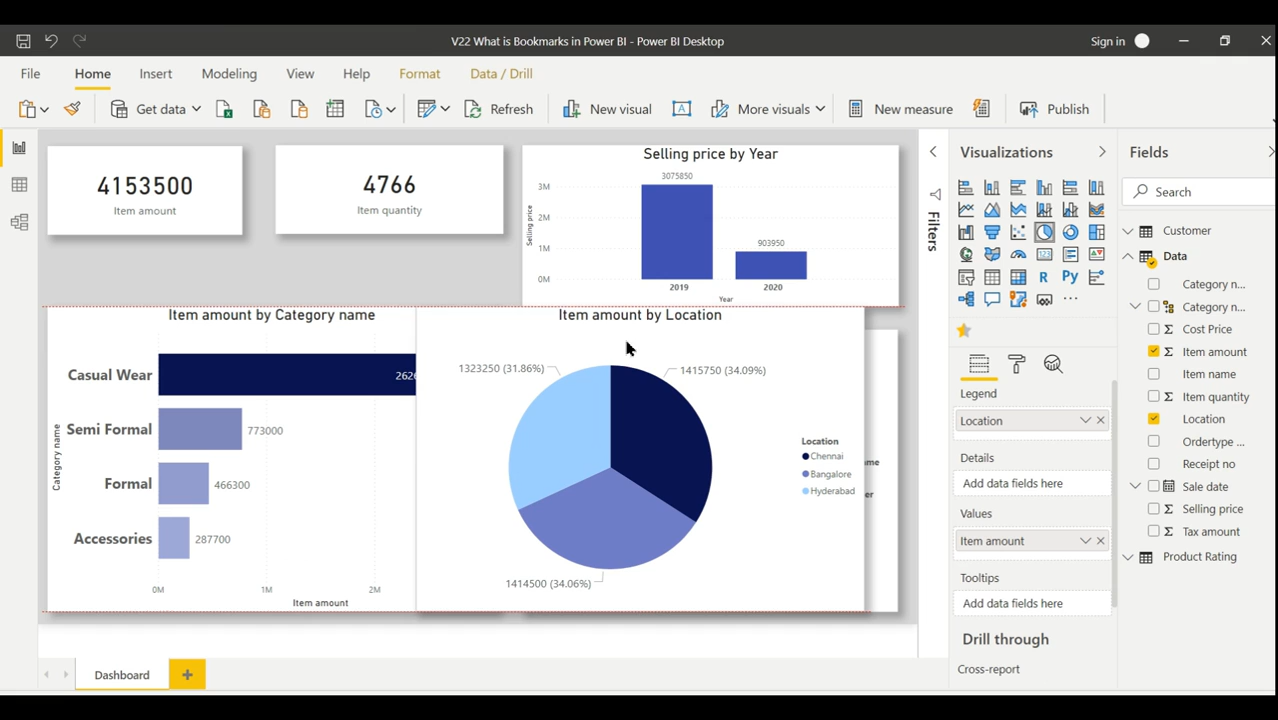 V22 What is Bookmarks in Power BI - Power BI Desktop
Sign in
File Home Insert Modeling View Help Format Data / Drill
Get data Refresh New visual More visuals New measure Publish
4153500
Item amount
4766
Item quantity
Selling price by Year
3075850
903950
3M
2M
1M
0M
Selling price
2019 2020
Year
Item amount by Category name
Category name
Casual Wear 262
Semi Formal 773000
Formal 466300
Accessories 287700
0M 1M 2M
Item amount
Item amount by Location
1323250 (31.86%)
1415750 (34.09%)
1414500 (34.06%)
Location
Chennai
Bangalore
Hyderabad
me
er
Filters
Visualizations
R Py
123
Legend
Location
Details
Add data fields here
Values
Item amount
Tooltips
Add data fields here
Drill through
Cross-report
Fields
Search
Customer
Data
Category n...
Category n...
Cost Price
Item amount
Item name
Item quantity
Location
Ordertype ...
Receipt no
Sale date
Selling price
Tax amount
Product Rating
Dashboard